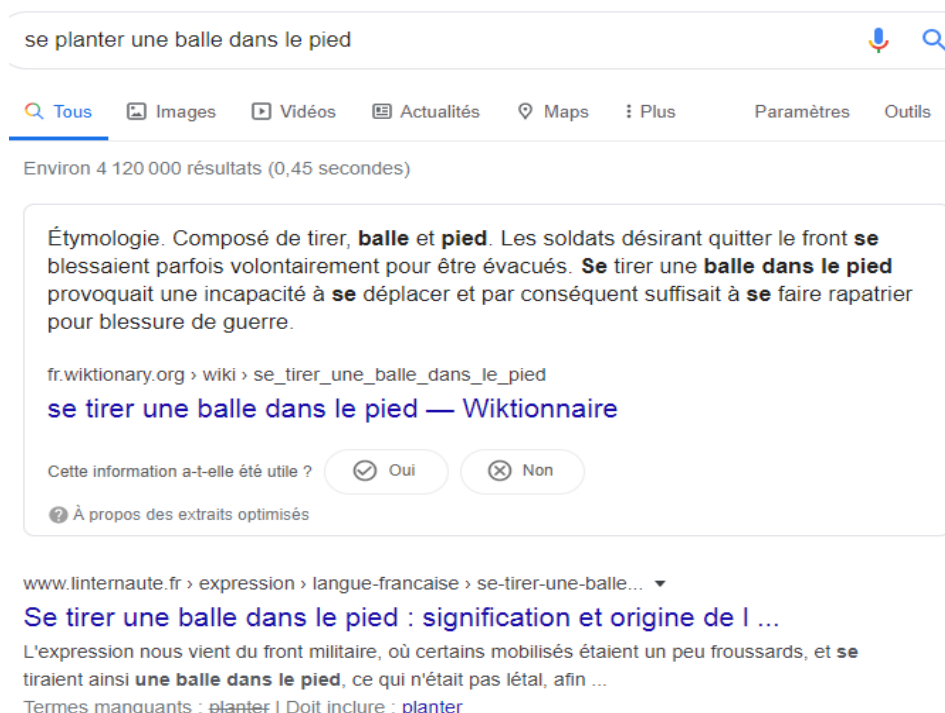 se planter une balle dans le pied
Tous Images Vidéos Actualités Maps Plus Paramètres Outils
Environ 4 120 000 résultats (0,45 secondes)
Étymologie. Composé de tirer, balle et pied. Les soldats désirant quitter le front se
blessaient parfois volontairement pour être évacués. Se tirer une balle dans le pied
provoquait une incapacité à se déplacer et par conséquent suffisait à se faire rapatrier
pour blessure de guerre.
fr.wiktionary.org › wiki › se_tirer_une_balle_dans_le_pied
se tirer une balle dans le pied — Wiktionnaire
Cette information a-t-elle été utile ? Oui Non
À propos des extraits optimisés
www.linternaute.fr › expression › langue-francaise › se-tirer-une-balle...
Se tirer une balle dans le pied : signification et origine de l ...
L'expression nous vient du front militaire, où certains mobilisés étaient un peu froussards, et se
tiraient ainsi une balle dans le pied, ce qui n'était pas létal, afin ...
Termes manquants : planter | Doit inclure : planter